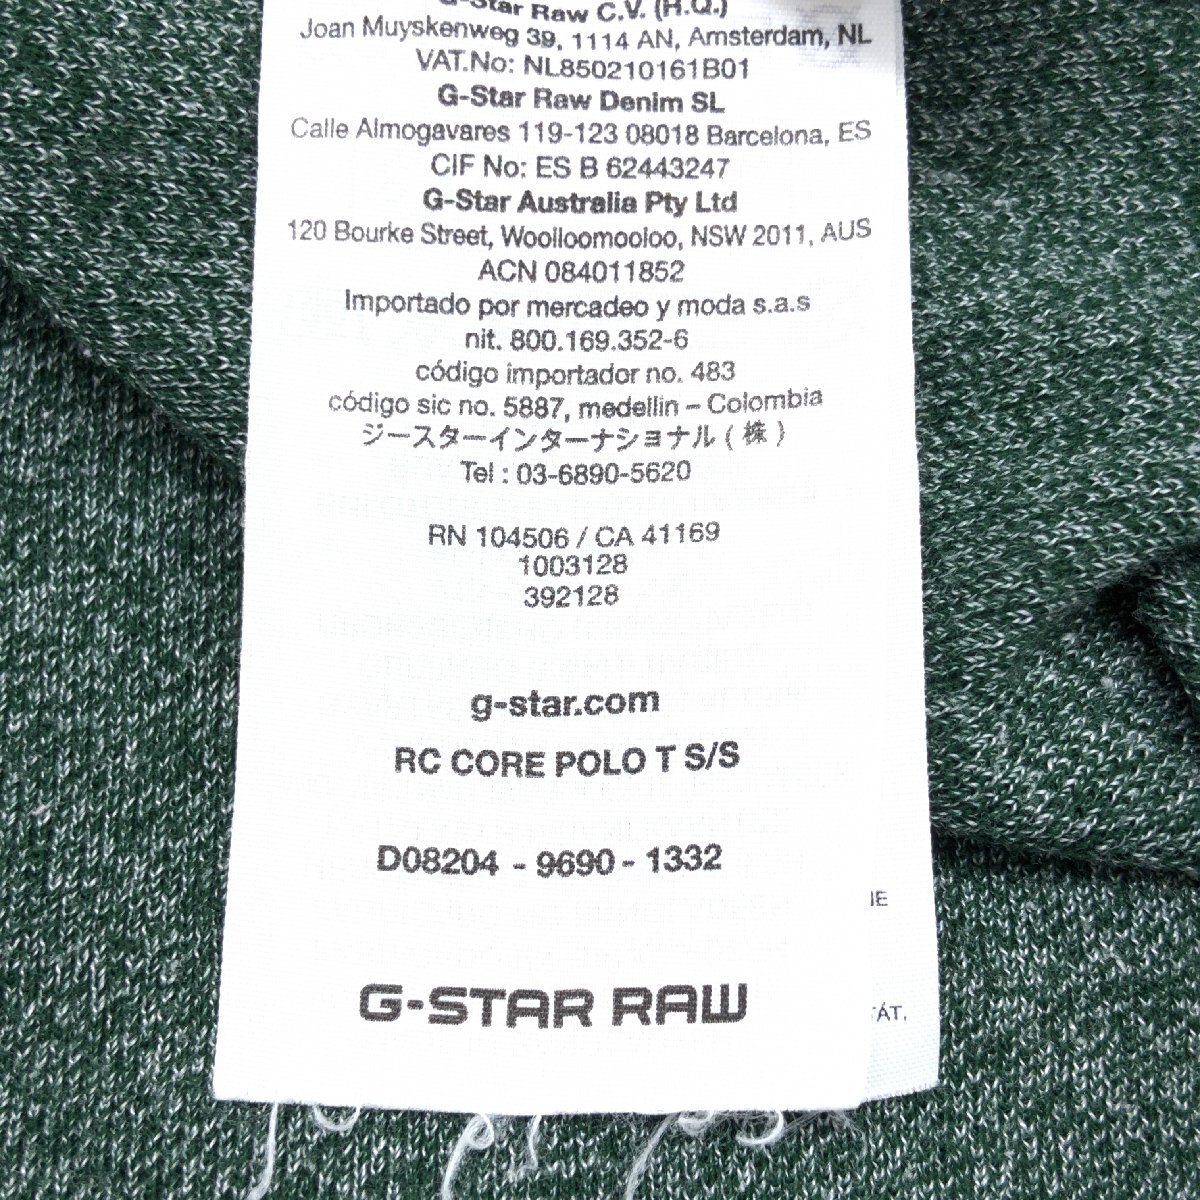 G-Star Raw C.V. (H.Q.)
Joan Muyskenweg 39, 1114 AN, Amsterdam, NL
VAT.No: NL850210161B01
G-Star Raw Denim SL
Calle Almogavares 119-123 08018 Barcelona, ES
CIF No: ES B 62443247
G-Star Australia Pty Ltd
120 Bourke Street, Woolloomooloo, NSW 2011, AUS
ACN 084011852
Importado por mercadeo y moda s.a.s
nit. 800.169.352-6
código importador no. 483
código sic no. 5887, medellin – Colombia
ジースターインターナショナル (株)
Tel : 03-6890-5620
RN 104506 / CA 41169
1003128
392128
g-star.com
RC CORE POLO T S/S
D08204 - 9690 - 1332
G-STAR RAW